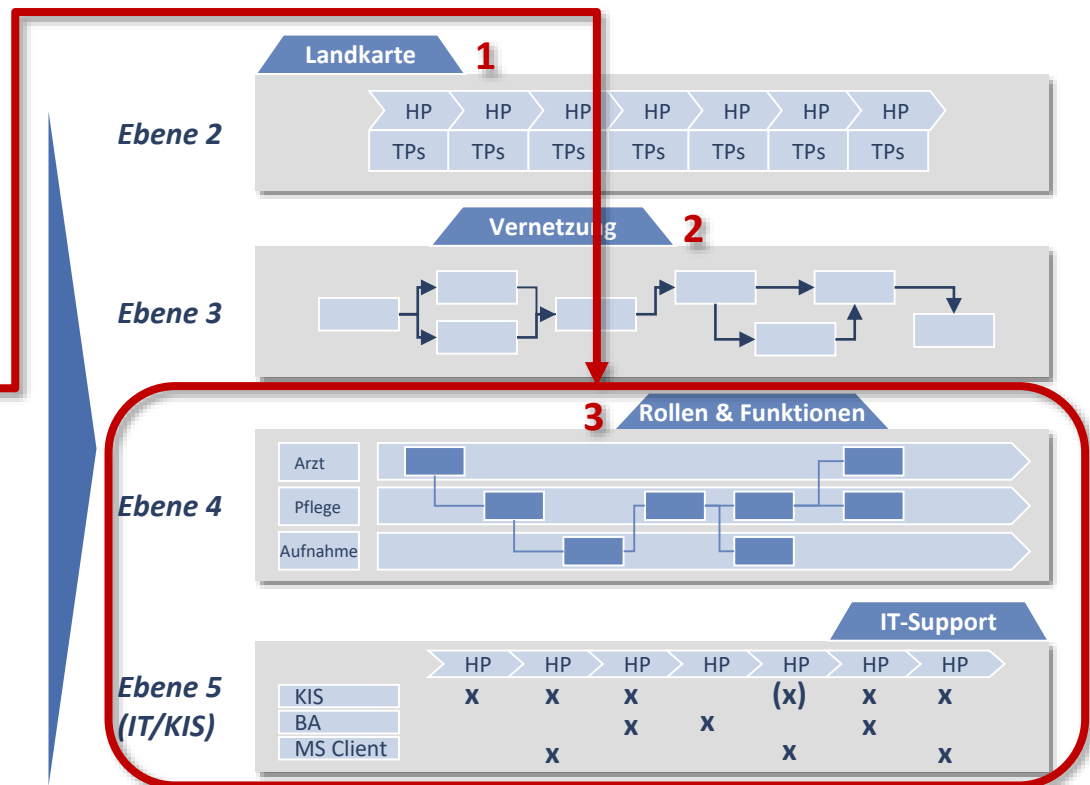 Landkarte 1
Ebene 2
HP HP HP HP HP HP HP
TPs TPs TPs TPs TPs TPs TPs
Vernetzung 2
Ebene 3
3 Rollen & Funktionen
Ebene 4
Arzt
Pflege
Aufnahme
IT-Support
Ebene 5
(IT/KIS)
HP HP HP HP HP HP HP
KIS x x x (x) x x
BA x x x
MS Client x x x